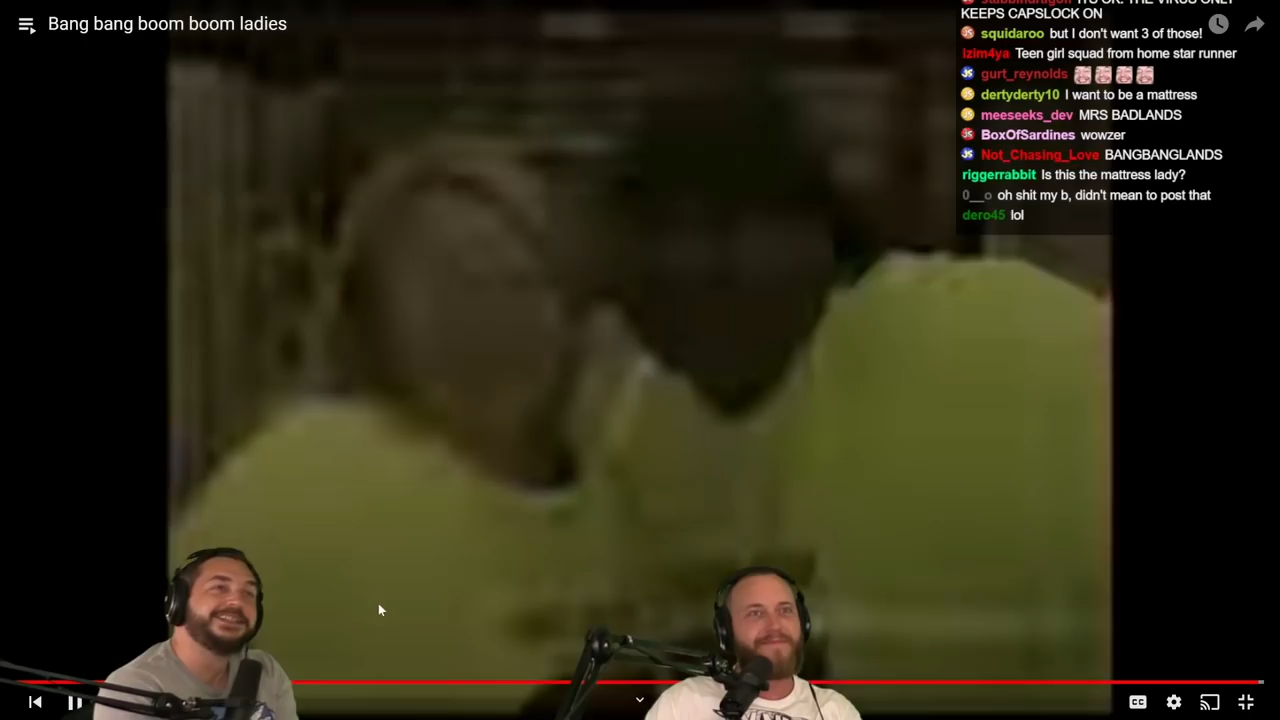 Bang bang boom boom ladies
KEEPS CAPSLOCK ON
squidaroo but I don't want 3 of those!
izim4ya Teen girl squad from home star runner
gurt_reynolds
dertyderty10 I want to be a mattress
meeseeks_dev MRS BADLANDS
BoxOfSardines wowzer
Not_Chasing_Love BANGBANGLANDS
riggerrabbit Is this the mattress lady?
0__o oh shit my b, didn't mean to post that
dero45 lol
CC